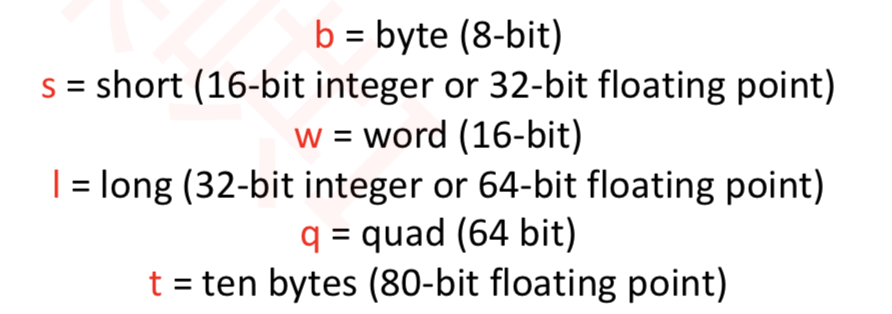 b = byte (8-bit)
s = short (16-bit integer or 32-bit floating point)
w = word (16-bit)
l = long (32-bit integer or 64-bit floating point)
q = quad (64 bit)
t = ten bytes (80-bit floating point)